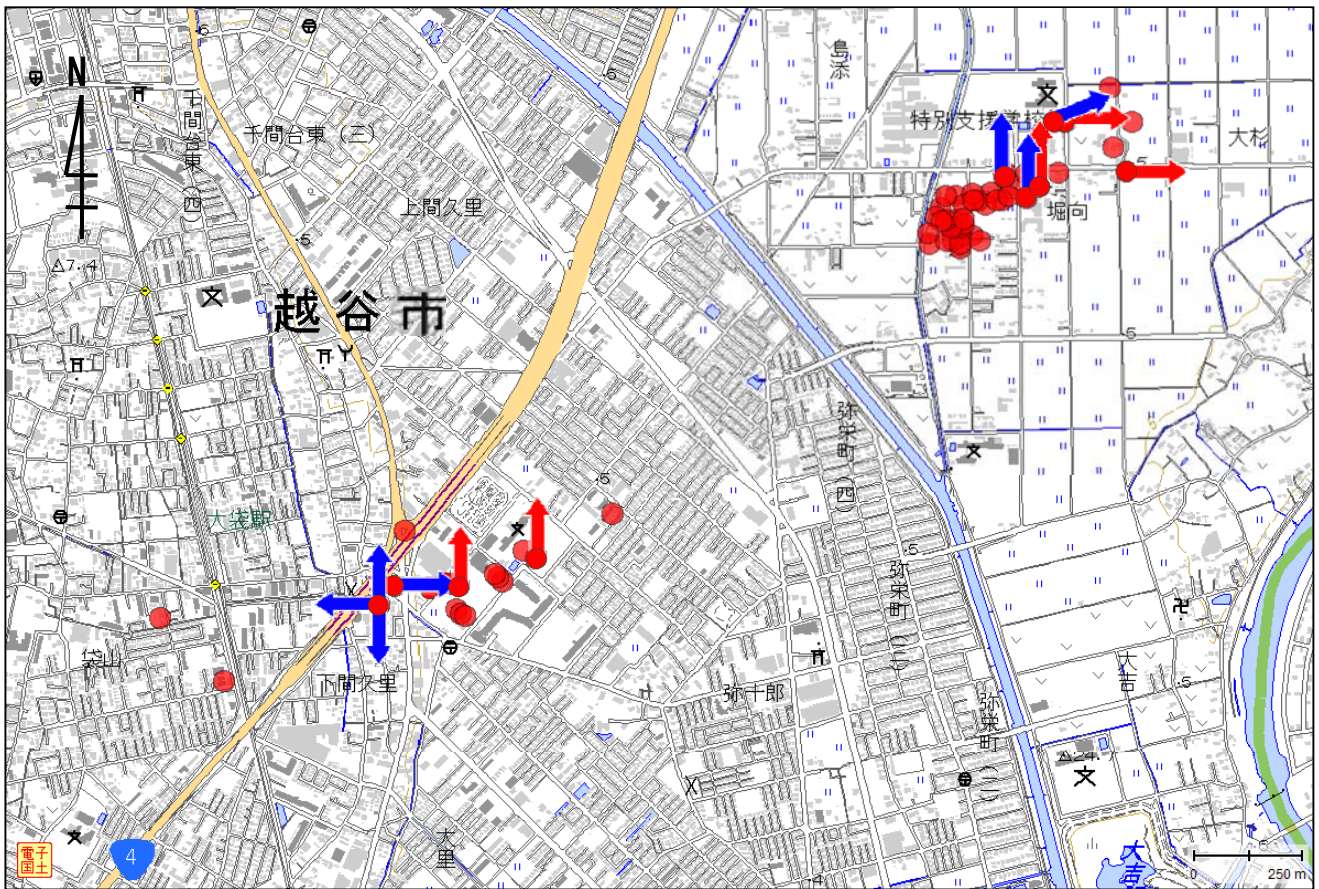 N
千間台東(三)
千間台東(四)
上間久里
島添
特別支援学校
大杉
堀向
△7.4
越谷市
弥栄町(四)
弥栄町(三)
弥栄町(二)
大袋駅
袋山
下間久里
弥十郎
大吉
大里
△24.7
4
電子
国土
0
250 m